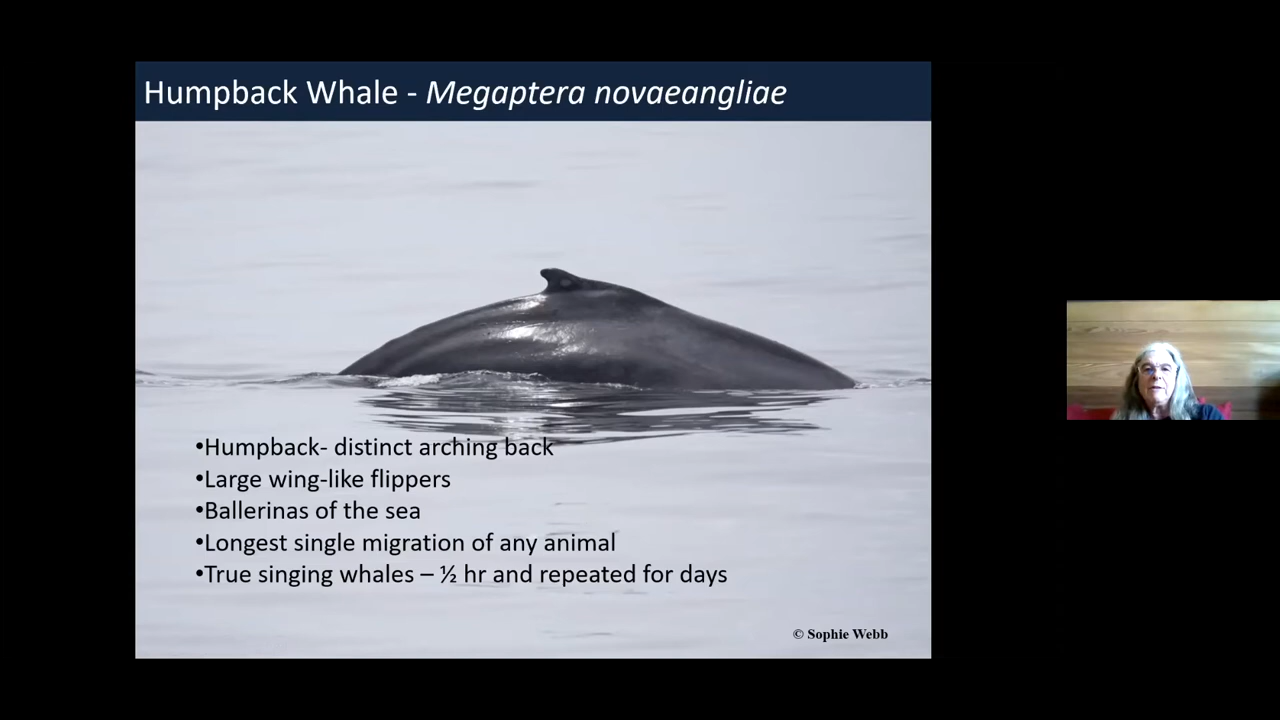 Humpback Whale - Megaptera novaeangliae
•Humpback- distinct arching back
•Large wing-like flippers
•Ballerinas of the sea
•Longest single migration of any animal
•True singing whales – ½ hr and repeated for days
© Sophie Webb